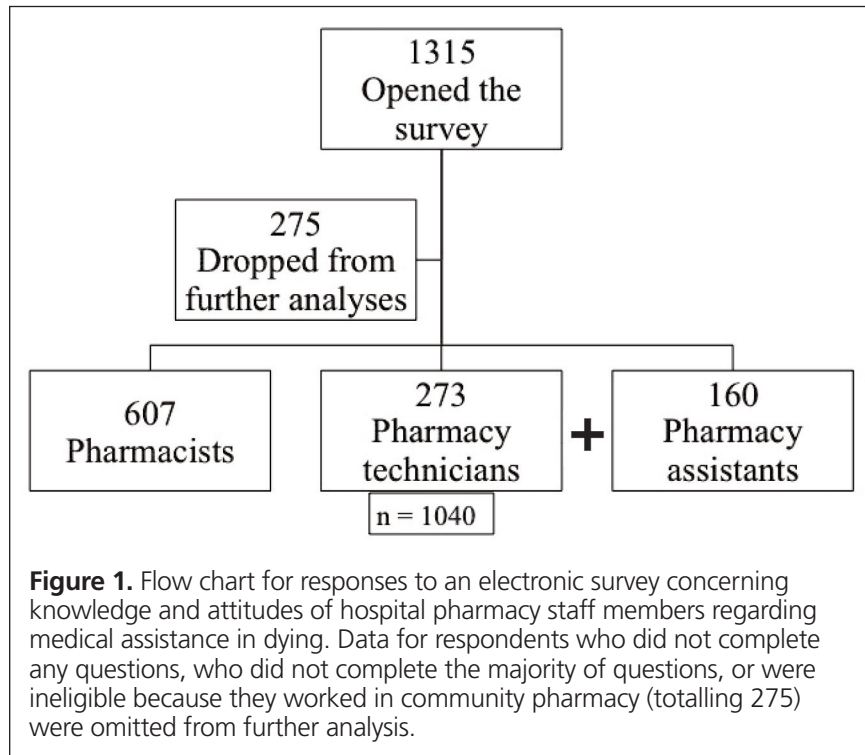 1315
Opened the
survey
275
Dropped from
further analyses
607
Pharmacists
273
Pharmacy
technicians
+
160
Pharmacy
assistants
n = 1040
Figure 1. Flow chart for responses to an electronic survey concerning
knowledge and attitudes of hospital pharmacy staff members regarding
medical assistance in dying. Data for respondents who did not complete
any questions, who did not complete the majority of questions, or were
ineligible because they worked in community pharmacy (totalling 275)
were omitted from further analysis.